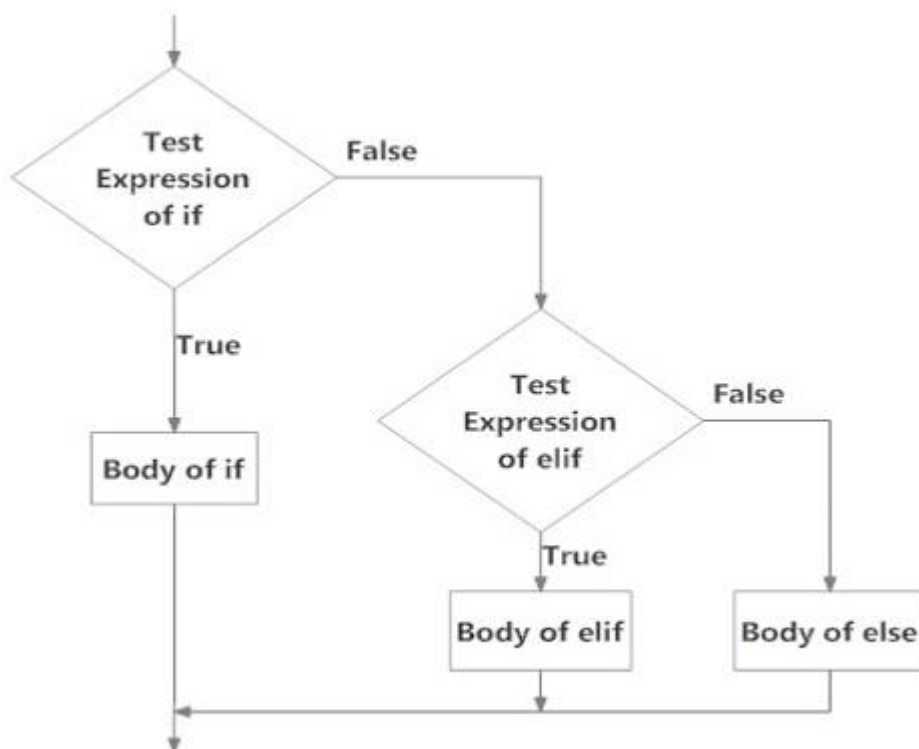 Test
Expression
of if
False
True
Body of if
Test
Expression
of elif
False
True
Body of elif
Body of else